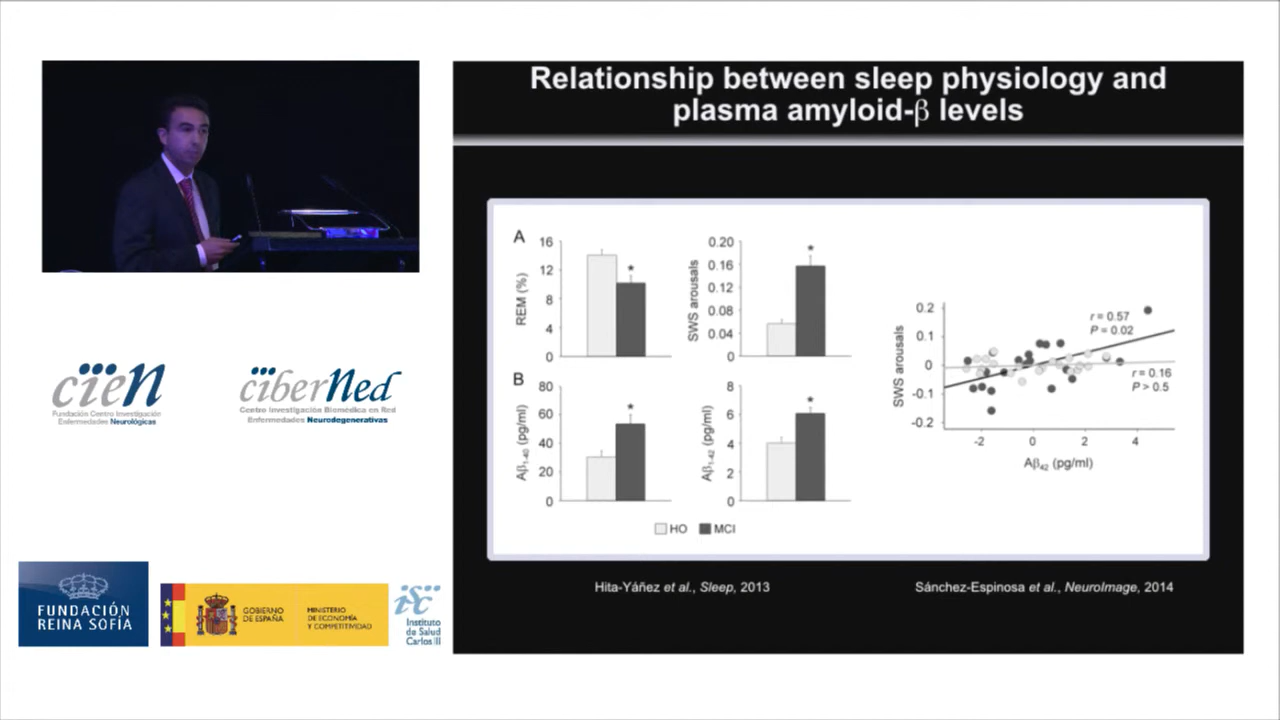 Relationship between sleep physiology and
plasma amyloid-β levels
A
16
12
8
4
0
REM (%)
*
0.20
0.16
0.12
0.08
0.04
0
SWS arousals
*
B
80
60
40
20
0
Aβ1-40 (pg/ml)
*
8
6
4
2
0
Aβ1-42 (pg/ml)
*
HO MCI
0.2
0.1
0
-0.1
-0.2
SWS arousals
r = 0.57
P = 0.02
r = 0.16
P > 0.5
-2 0 2 4
Aβ42 (pg/ml)
Hita-Yáñez et al., Sleep, 2013
Sánchez-Espinosa et al., NeuroImage, 2014
cien
Fundación Centro Investigación
Enfermedades Neurológicas
ciberNed
Centro Investigación Biomédica en Red
Enfermedades Neurodegenerativas
FUNDACIÓN
REINA SOFÍA
GOBIERNO
DE ESPAÑA
MINISTERIO
DE ECONOMÍA
Y COMPETITIVIDAD
isc
Instituto
de Salud
Carlos III